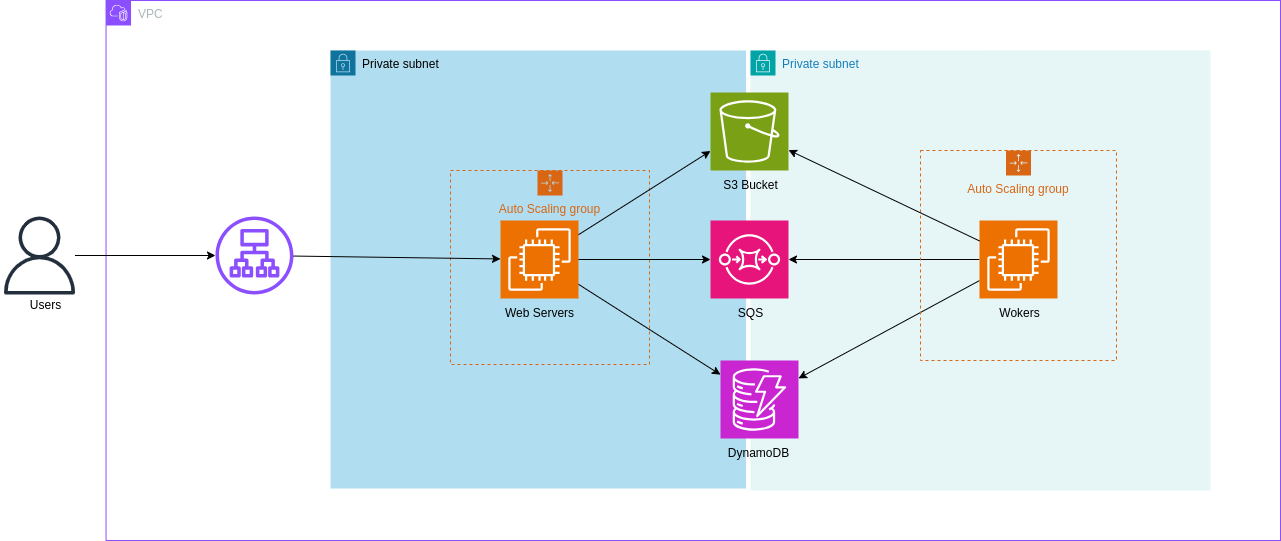 VPC
Private subnet
Private subnet
S3 Bucket
Auto Scaling group
Auto Scaling group
Users
Web Servers
SQS
Wokers
DynamoDB